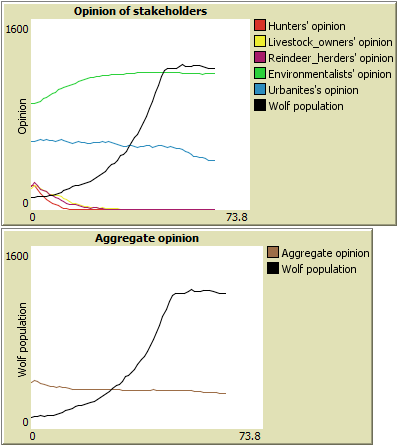 Opinion of stakeholders
1600
Opinion
0
0
73.8
Hunters' opinion
Livestock_owners' opinion
Reindeer_herders' opinion
Environmentalists' opinion
Urbanites's opinion
Wolf population
Aggregate opinion
1600
Wolf population
0
0
73.8
Aggregate opinion
Wolf population